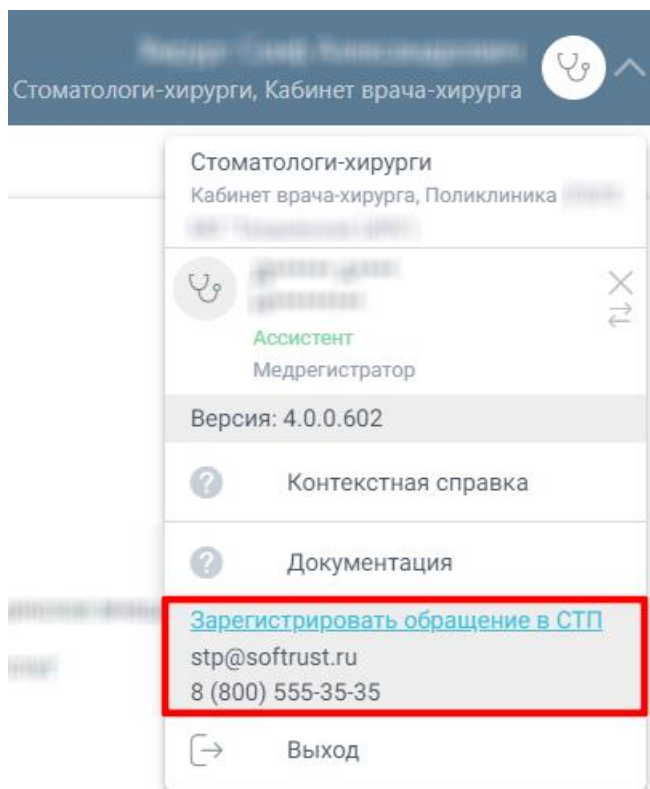 Стоматологи-хирурги, Кабинет врача-хирурга
Стоматологи-хирурги
Кабинет врача-хирурга, Поликлиника
Ассистент
Медрегистратор
Версия: 4.0.0.602
Контекстная справка
Документация
Зарегистрировать обращение в СТП
stp@softrust.ru
8 (800) 555-35-35
Выход